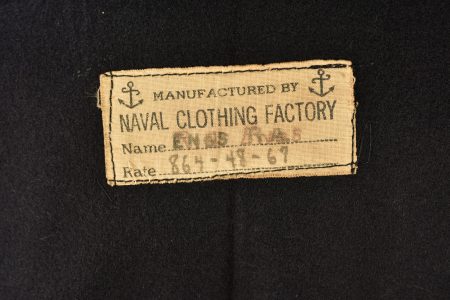 MANUFACTURED BY
NAVAL CLOTHING FACTORY
Name
Rate 864-48-67